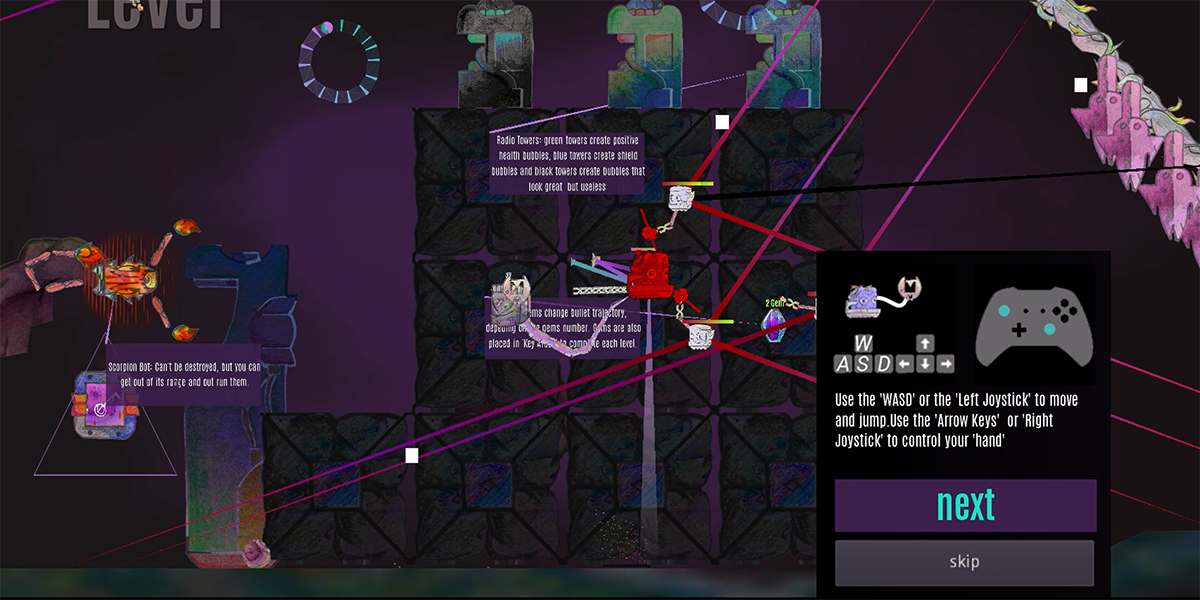 Level
Radio Towers: green towers create positive
health bubbles, blue towers create shield
bubbles and black towers create bubbles that
look great but useless
change bullet trajectory,
on the gems number. Gems are also
placed in 'Key to complete each level.
2 Gem
Scorpion Bot: Can't be destroyed, but you can
get out of its range and out run them.
W
A S D ← ↓ → ↑
Use the 'WASD' or the 'Left Joystick' to move
and jump.Use the 'Arrow Keys' or 'Right
Joystick' to control your 'hand'
next
skip